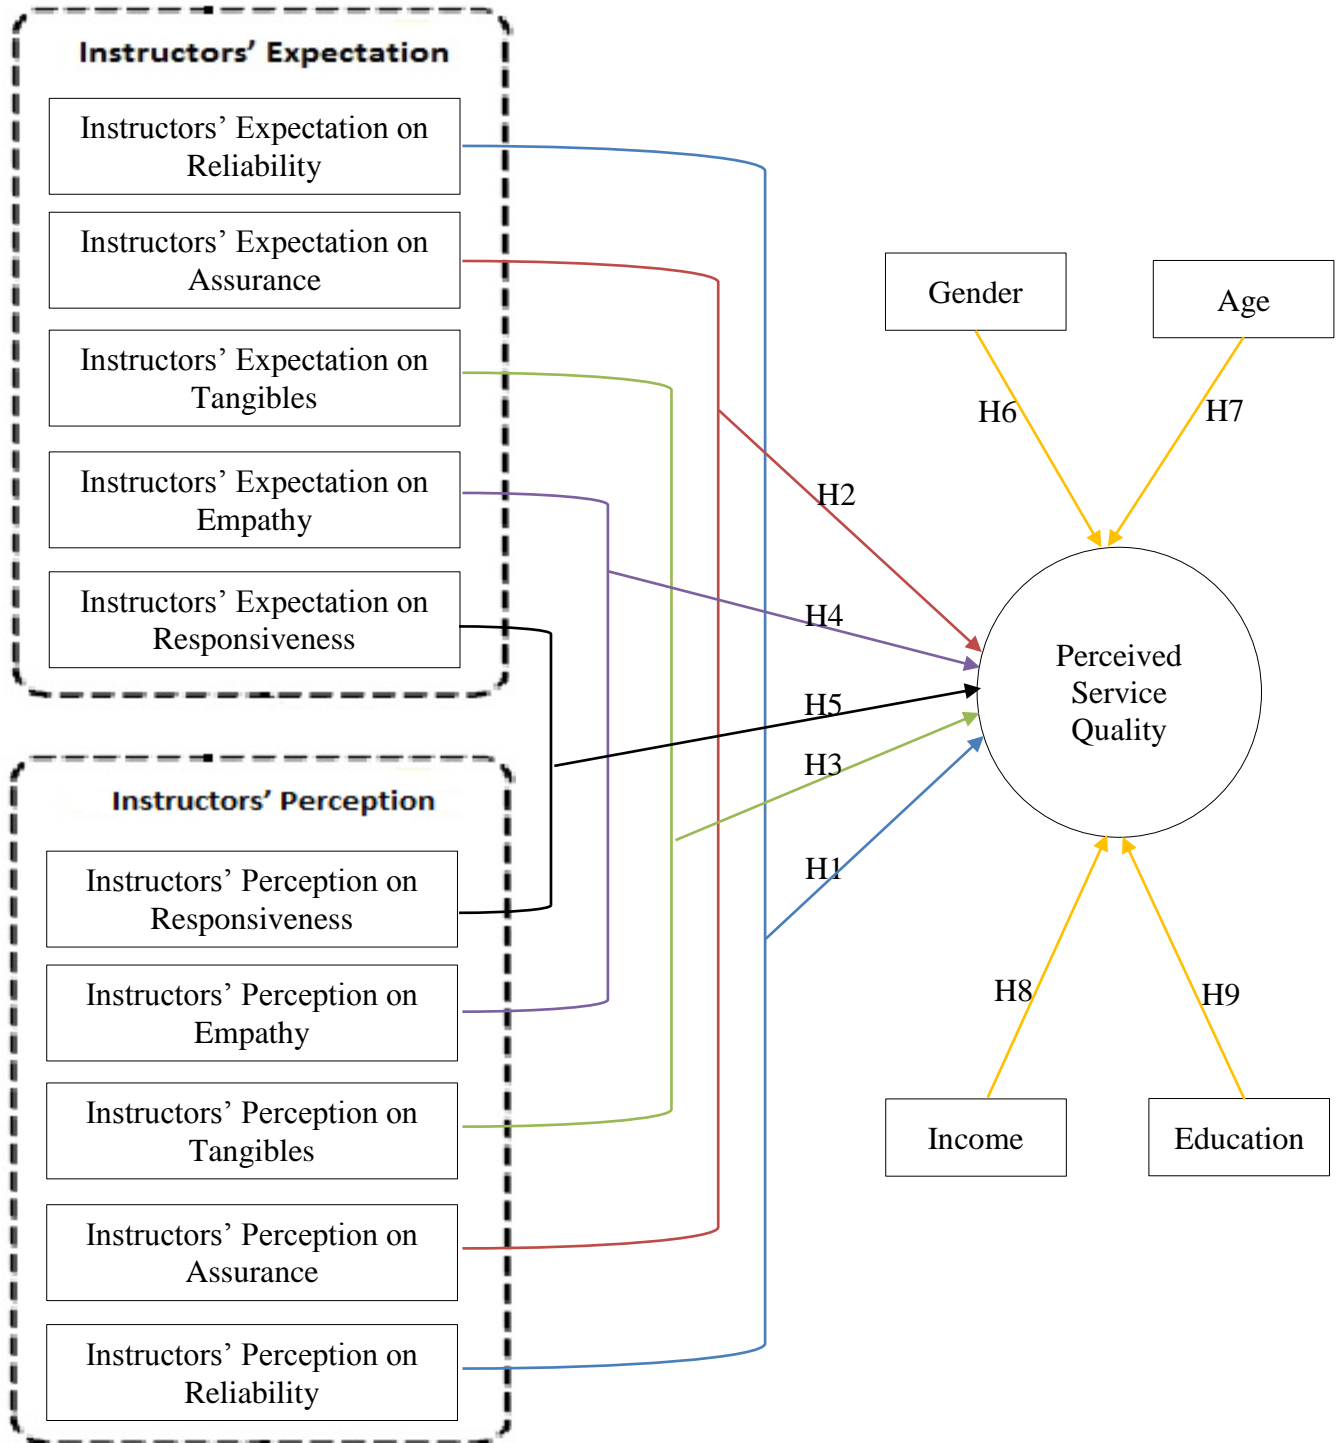 Instructors’ Expectation
Instructors’ Expectation on
Reliability
Instructors’ Expectation on
Assurance
Instructors’ Expectation on
Tangibles
Instructors’ Expectation on
Empathy
Instructors’ Expectation on
Responsiveness
Instructors’ Perception
Instructors’ Perception on
Responsiveness
Instructors’ Perception on
Empathy
Instructors’ Perception on
Tangibles
Instructors’ Perception on
Assurance
Instructors’ Perception on
Reliability
H2
H4
H5
H3
H1
Gender
Age
H6
H7
Perceived
Service
Quality
H8
H9
Income
Education